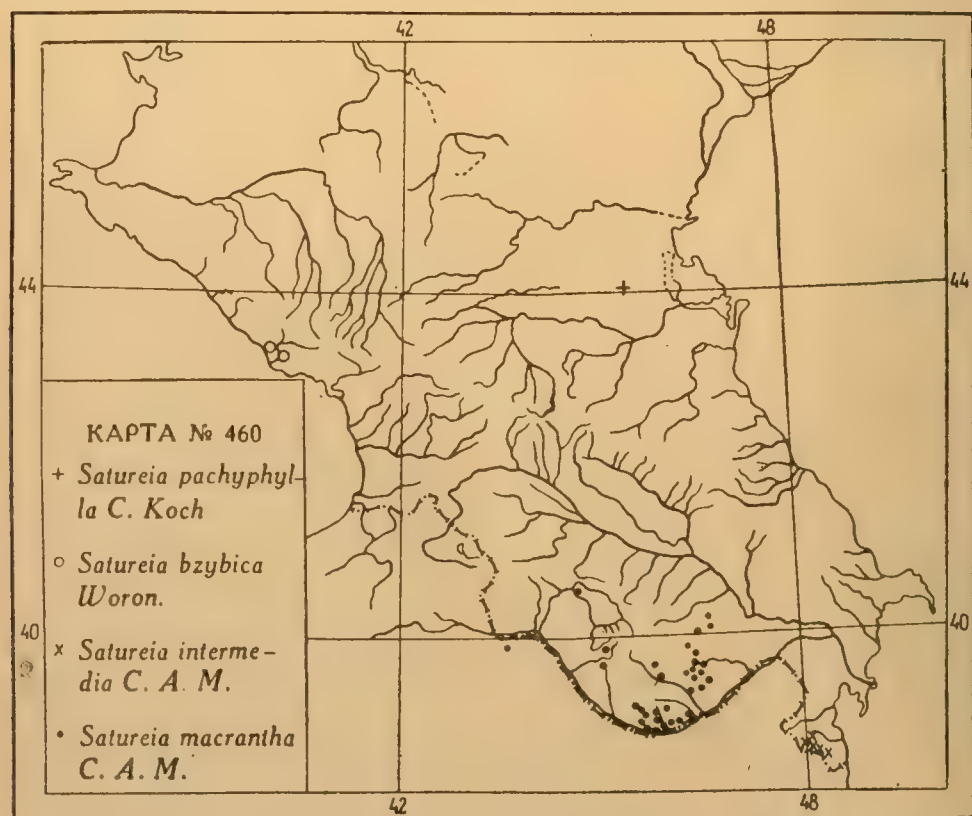 42 48
44 44
КАРТА № 460
+ Satureia pachyphyl-
la C. Koch
○ Satureia bzybica
Woron.
40 40
× Satureia interme-
dia C. A. M.
• Satureia macrantha
C. A. M.
42 48